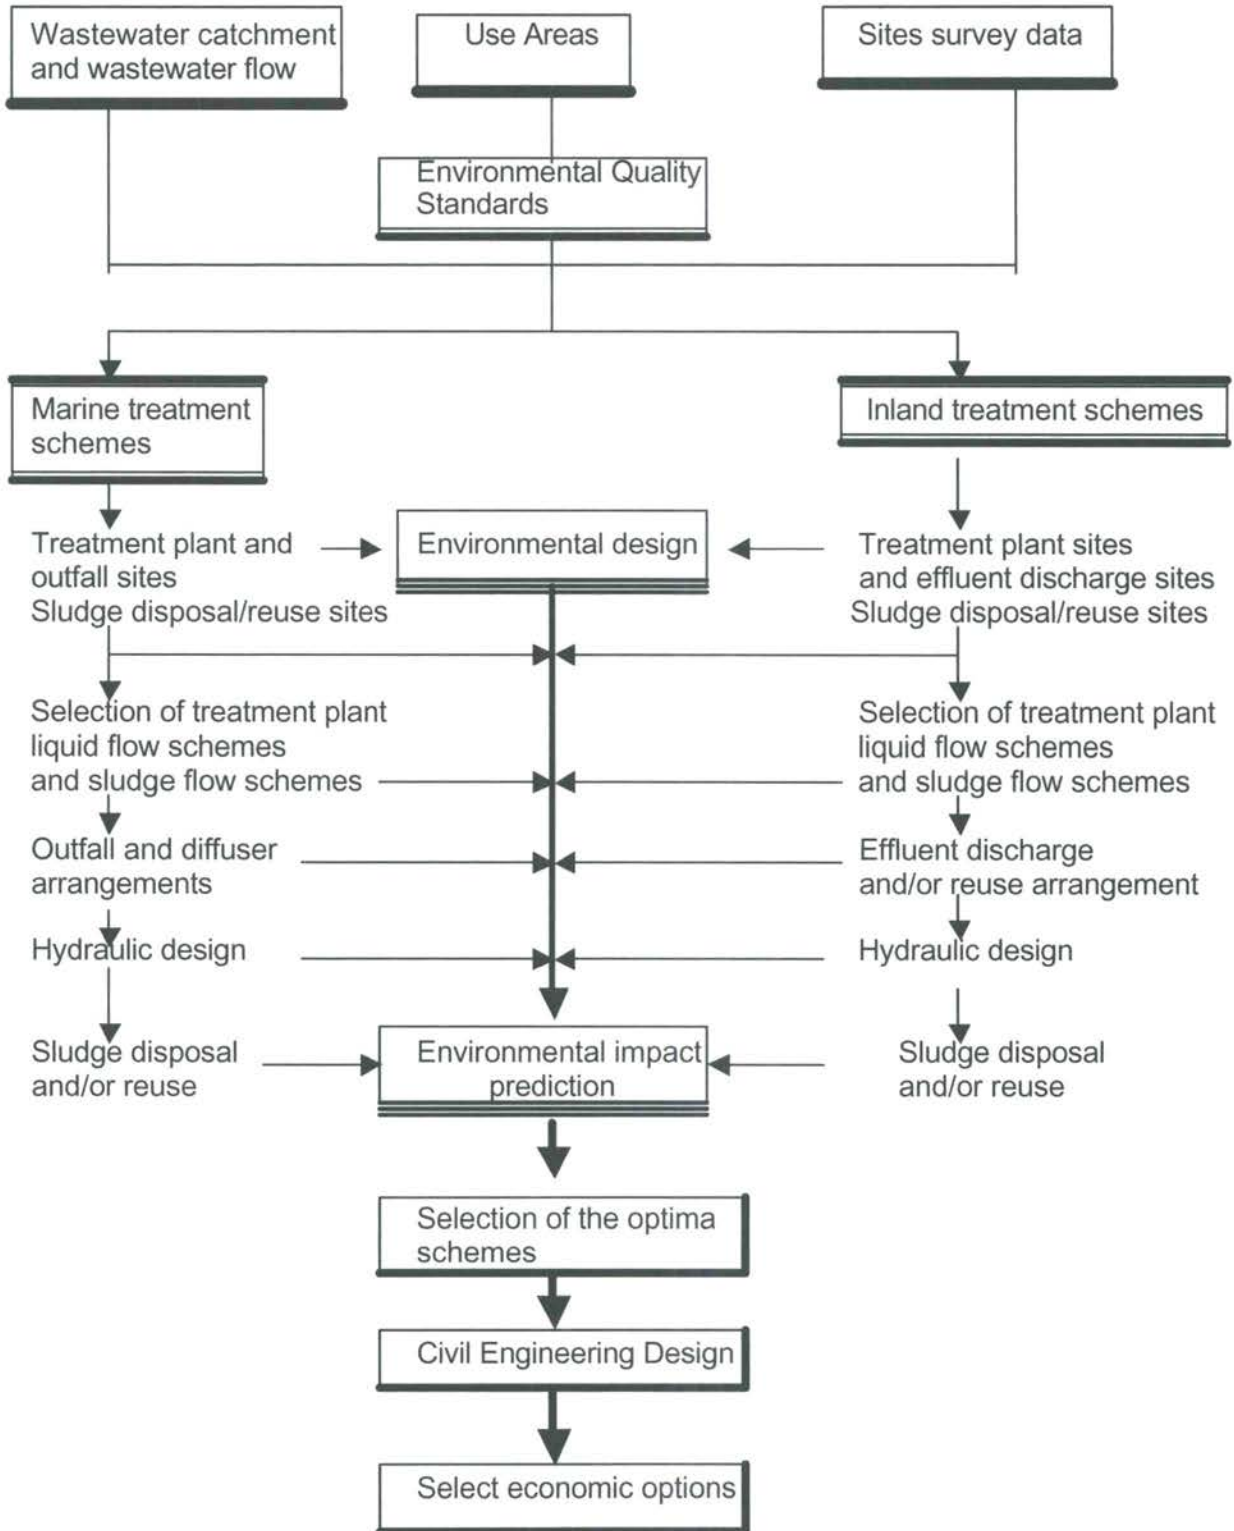 Wastewater catchment
and wastewater flow
Use Areas
Sites survey data
Environmental Quality
Standards
Marine treatment
schemes
Inland treatment schemes
Treatment plant and
outfall sites
Sludge disposal/reuse sites
Environmental design
Treatment plant sites
and effluent discharge sites
Sludge disposal/reuse sites
Selection of treatment plant
liquid flow schemes
and sludge flow schemes
Selection of treatment plant
liquid flow schemes
and sludge flow schemes
Outfall and diffuser
arrangements
Effluent discharge
and/or reuse arrangement
Hydraulic design
Hydraulic design
Sludge disposal
and/or reuse
Environmental impact
prediction
Sludge disposal
and/or reuse
Selection of the optima
schemes
Civil Engineering Design
Select economic options